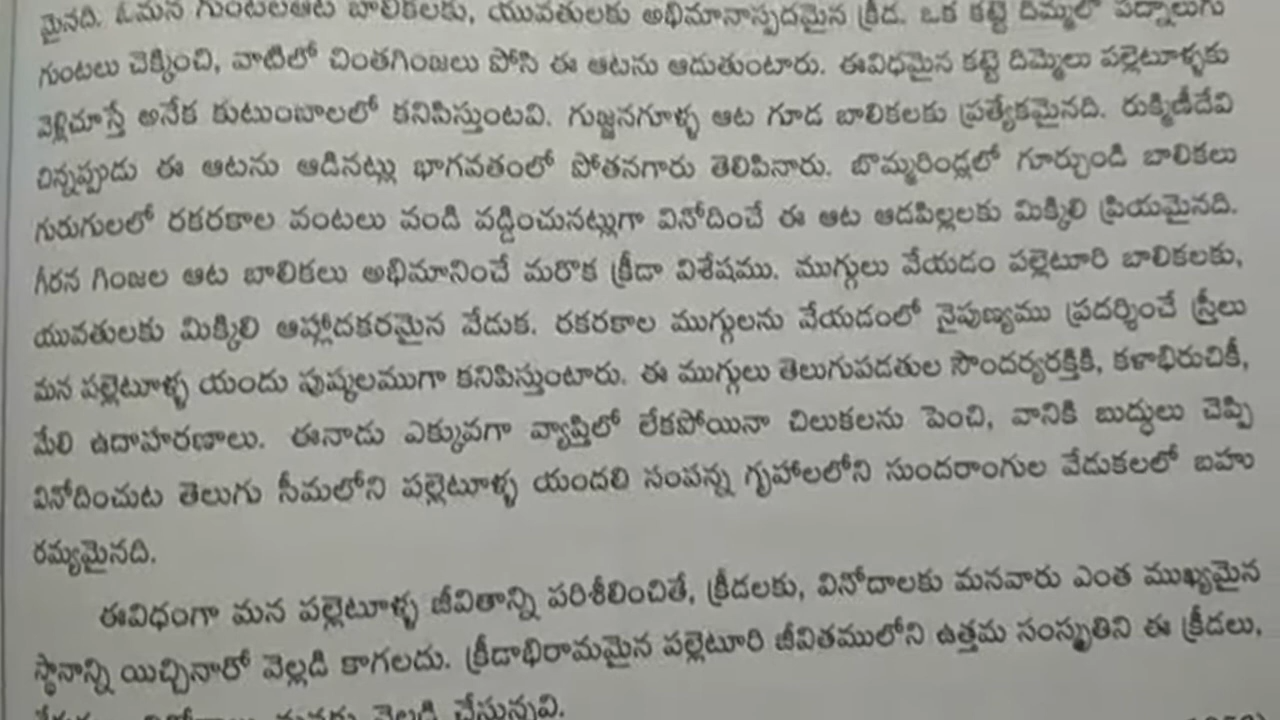 మైనది. ఓమన గుంటలఆట బాలికలకు, యువతులకు అభిమానాస్పదమైన క్రీడ. ఒక కట్టె దిమ్మలో పద్నాలుగు
గుంటలు చెక్కించి, వాటిలో చింతగింజలు పోసి ఈ ఆటను ఆడుతుంటారు. ఈవిధమైన కట్టె దిమ్మెలు పల్లెటూళ్ళకు
వెళ్లిచూస్తే అనేక కుటుంబాలలో కనిపిస్తుంటవి. గుజ్జనగూళ్ళ ఆట గూడ బాలికలకు ప్రత్యేకమైనది. రుక్మిణీదేవి
చిన్నప్పుడు ఈ ఆటను ఆడినట్లు భాగవతంలో పోతనగారు తెలిపినారు. బొమ్మరిండ్లలో గూర్చుండి బాలికలు
గురుగులలో రకరకాల వంటలు వండి వడ్డించునట్లుగా వినోదించే ఈ ఆట ఆడపిల్లలకు మిక్కిలి ప్రియమైనది.
గీరన గింజల ఆట బాలికలు అభిమానించే మరొక క్రీడా విశేషము. ముగ్గులు వేయడం పల్లెటూరి బాలికలకు,
యువతులకు మిక్కిలి ఆహ్లాదకరమైన వేడుక. రకరకాల ముగ్గులను వేయడంలో నైపుణ్యము ప్రదర్శించే స్త్రీలు
మన పల్లెటూళ్ళ యందు పుష్కలముగా కనిపిస్తుంటారు. ఈ ముగ్గులు తెలుగుపడతుల సౌందర్యరక్తికి, కళాభిరుచికీ,
మేలి ఉదాహరణాలు. ఈనాడు ఎక్కువగా వ్యాప్తిలో లేకపోయినా చిలుకలను పెంచి, వానికి బుద్ధులు చెప్పి
వినోదించుట తెలుగు సీమలోని పల్లెటూళ్ళ యందలి సంపన్న గృహాలలోని సుందరాంగుల వేడుకలలో బహు
రమ్యమైనది.
ఈవిధంగా మన పల్లెటూళ్ళ జీవితాన్ని పరిశీలించితే, క్రీడలకు, వినోదాలకు మనవారు ఎంత ముఖ్యమైన
స్థానాన్ని యిచ్చినారో వెల్లడి కాగలదు. క్రీడాభిరామమైన పల్లెటూరి జీవితములోని ఉత్తమ సంస్కృతిని ఈ క్రీడలు,
వెల్లడి చేస్తున్నవి.